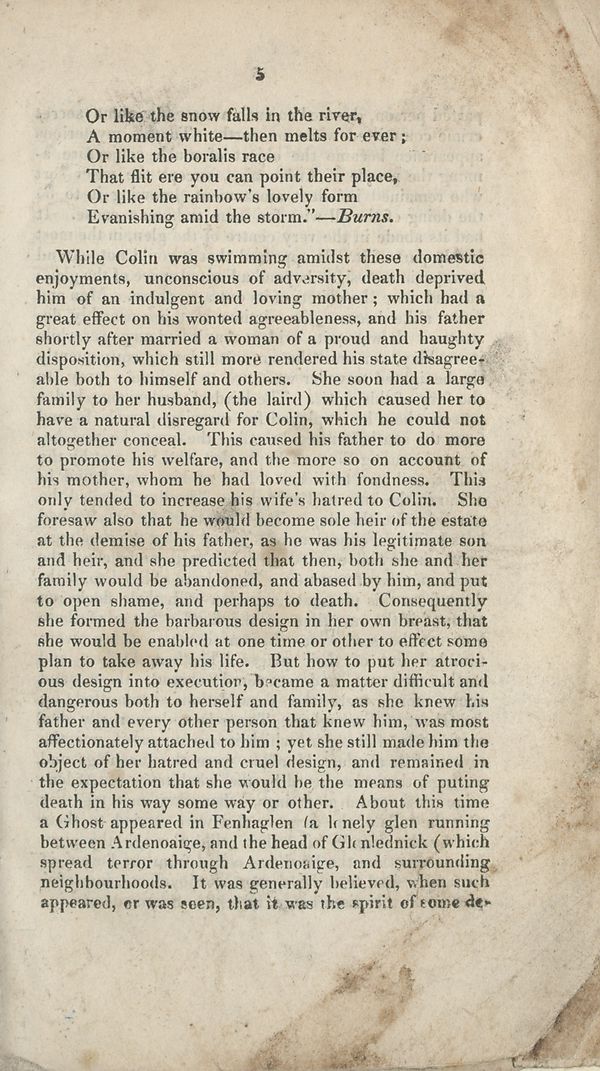 5
Or like the snow falls in the river,
A moment white—then melts for ever ;
Or like the boralis race
That flit ere you can point their place,
Or like the rainbow's lovely form
Evanishing amid the storm."—Burns.
While Colin was swimming amidst these domestic
enjoyments, unconscious of adversity, death deprived
him of an indulgent and loving mother ; which had a
great effect on his wonted agreeableness, and his father
shortly after married a woman of a proud and haughty
disposition, which still more rendered his state disagree-
able both to himself and others. She soon had a large
family to her husband, (the laird) which caused her to
have a natural disregard for Colin, which he could not
altogether conceal. This caused his father to do more
to promote his welfare, and the more so on account of
his mother, whom he had loved with fondness. This
only tended to increase his wife's hatred to Colin. She
foresaw also that he would become sole heir of the estate
at the demise of his father, as he was his legitimate son
and heir, and she predicted that then, both she and her
family would be abandoned, and abased by him, and put
to open shame, and perhaps to death. Consequently
she formed the barbarous design in her own breast, that
she would be enabled at one time or other to effect some
plan to take away his life. But how to put her atroci-
ous design into execution, became a matter difficult and
dangerous both to herself and family, as she knew his
father and every other person that knew him, was most
affectionately attached to him ; yet she still made him the
object of her hatred and cruel design, and remained in
the expectation that she would be the means of puting
death in his way some way or other. About this time
a Ghost appeared in Fenhaglen (a lonely glen running
between Ardenoaige, and the head of Glenlednick (which
spread terror through Ardenoaige, and surrounding
neighbourhoods. It was generally believed, when such
appeared, or was seen, that it was the spirit of some de-